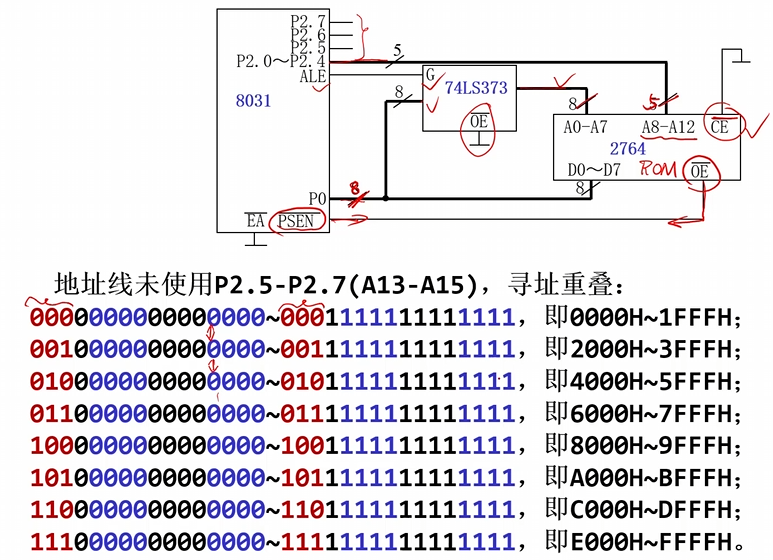 P2.7
P2.6
P2.5
P2.0～P2.4
ALE
8031
5
G
74LS373
8
OE
8
5
A0-A7
A8-A12
CE
2764
D0～D7
ROM
OE
8
8
P0
EA
PSEN
地址线未使用P2.5-P2.7(A13-A15)，寻址重叠：
0000000000000000~0001111111111111，即0000H~1FFFH；
0010000000000000~0011111111111111，即2000H~3FFFH；
0100000000000000~0101111111111111，即4000H~5FFFH；
0110000000000000~0111111111111111，即6000H~7FFFH；
1000000000000000~1001111111111111，即8000H~9FFFH；
1010000000000000~1011111111111111，即A000H~BFFFH；
1100000000000000~1101111111111111，即C000H~DFFFH；
1110000000000000~1111111111111111，即E000H~FFFFH。